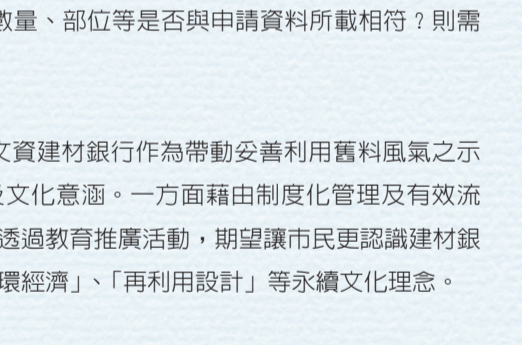 數量、部位等是否與申請資料所載相符？則需
文資建材銀行作為帶動妥善利用舊料風氣之示
及文化意涵。一方面藉由制度化管理及有效流
透過教育推廣活動，期望讓市民更認識建材銀
環經濟」、「再利用設計」等永續文化理念。